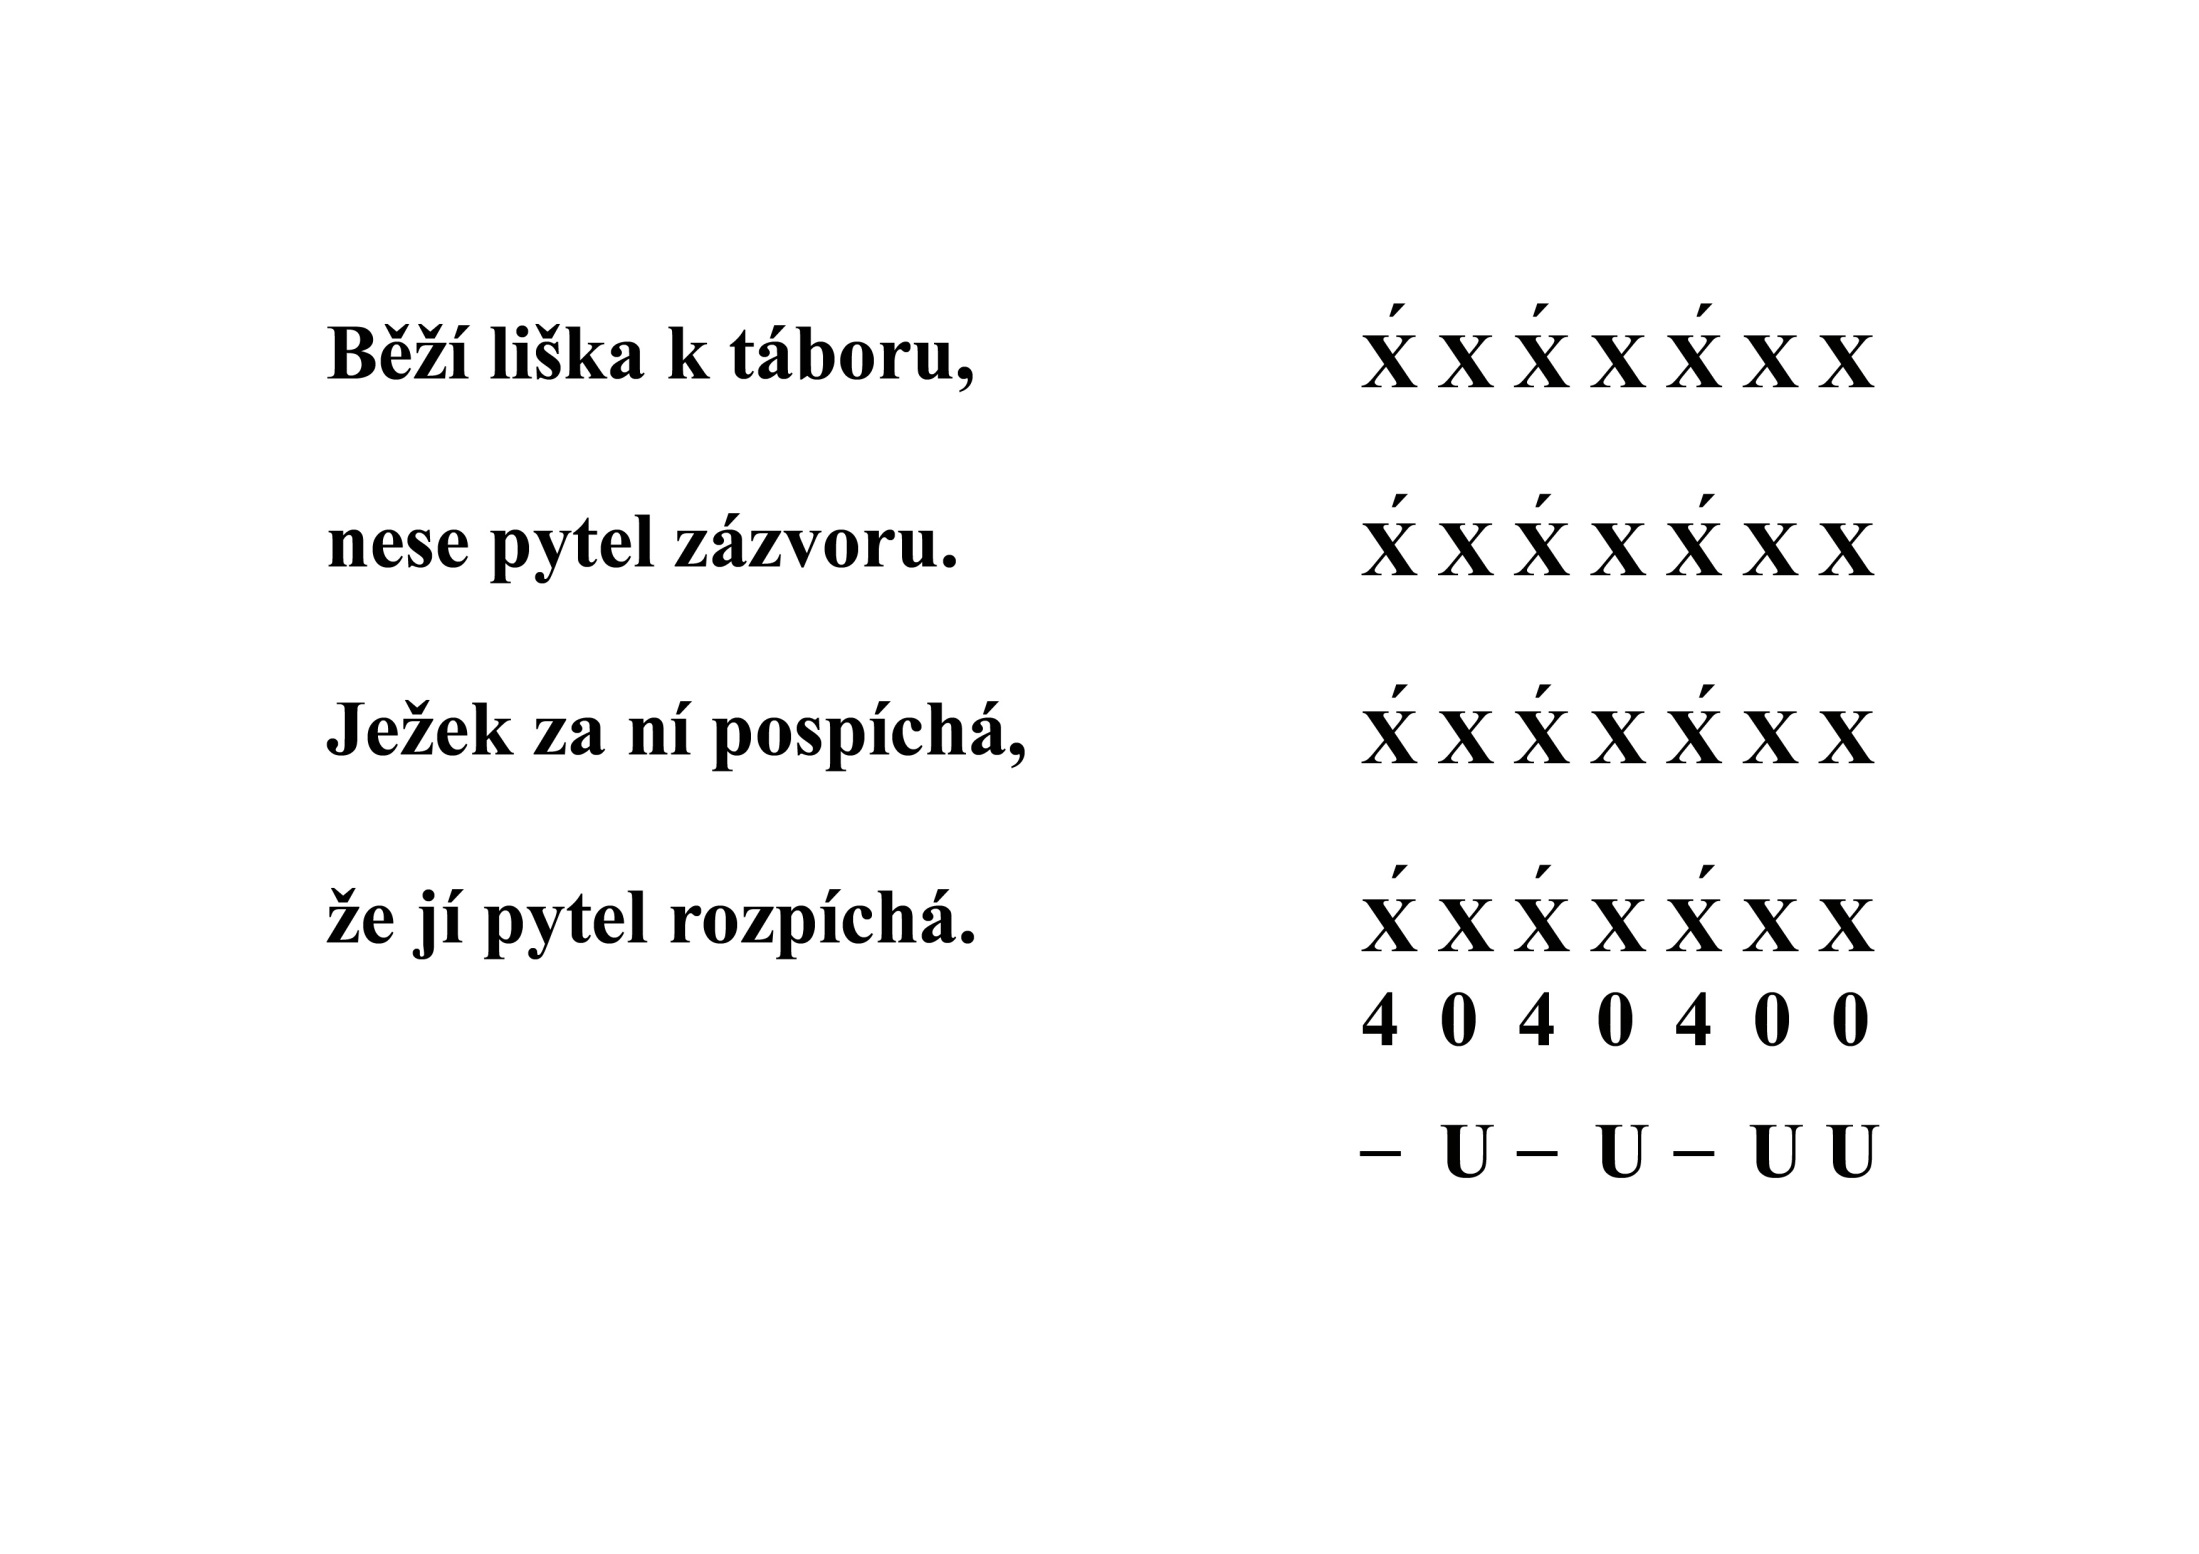 Běží liška k táboru, x́ x x́ x x́ x x
nese pytel zázvoru. x́ x x́ x x́ x x
Ježek za ní pospíchá, x́ x x́ x x́ x x
že jí pytel rozpíchá. x́ x x́ x x́ x x
4 0 4 0 4 0 0
– U – U – U U